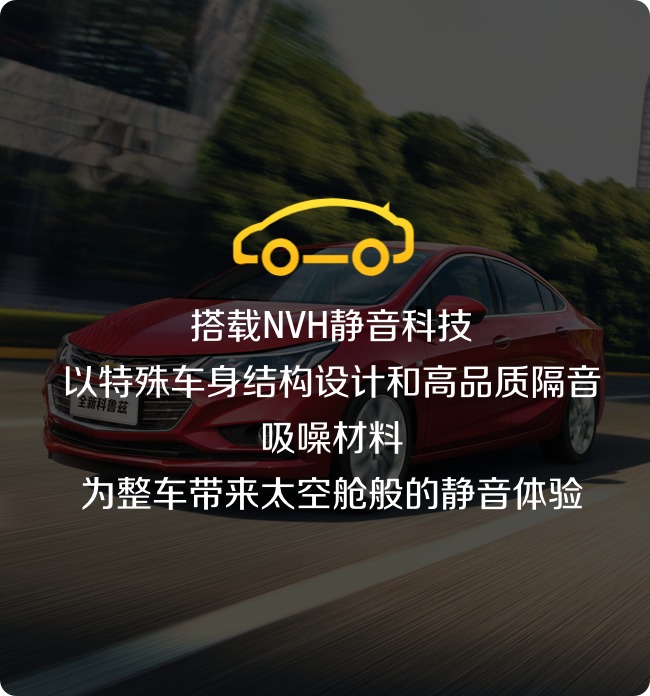 搭载NVH静音科技
以特殊车身结构设计和高品质隔音
吸噪材料
为整车带来太空舱般的静音体验
全新科鲁兹